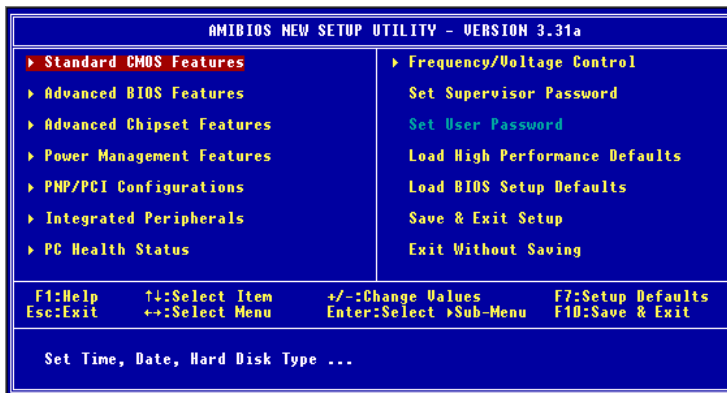 AMIBIOS NEW SETUP UTILITY - VERSION 3.31a
▸ Standard CMOS Features
▸ Advanced BIOS Features
▸ Advanced Chipset Features
▸ Power Management Features
▸ PNP/PCI Configurations
▸ Integrated Peripherals
▸ PC Health Status
▸ Frequency/Voltage Control
Set Supervisor Password
Set User Password
Load High Performance Defaults
Load BIOS Setup Defaults
Save & Exit Setup
Exit Without Saving
F1:Help ↑↓:Select Item +/-:Change Values F7:Setup Defaults
Esc:Exit ←→:Select Menu Enter:Select ▸Sub-Menu F10:Save & Exit
Set Time, Date, Hard Disk Type ...